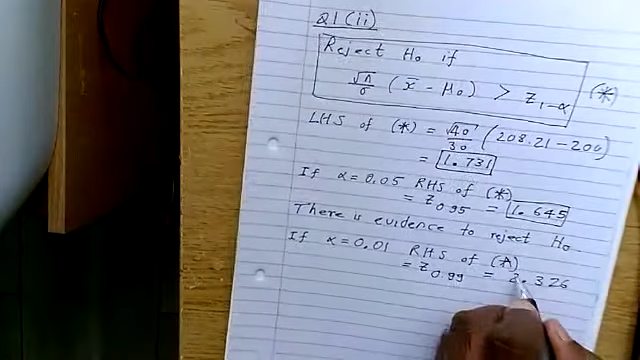 Q1(ii)
Reject H₀ if
√n/σ (x̄ - H₀) > z₁₋α (*)
LHS of (*) = √40/30 (208.21 - 200)
= 1.731
If α = 0.05 RHS of (*)
= z₀.₉₅ = 1.645
There is evidence to reject H₀
If α = 0.01 RHS of (*)
= z₀.₉₉ = 2.326